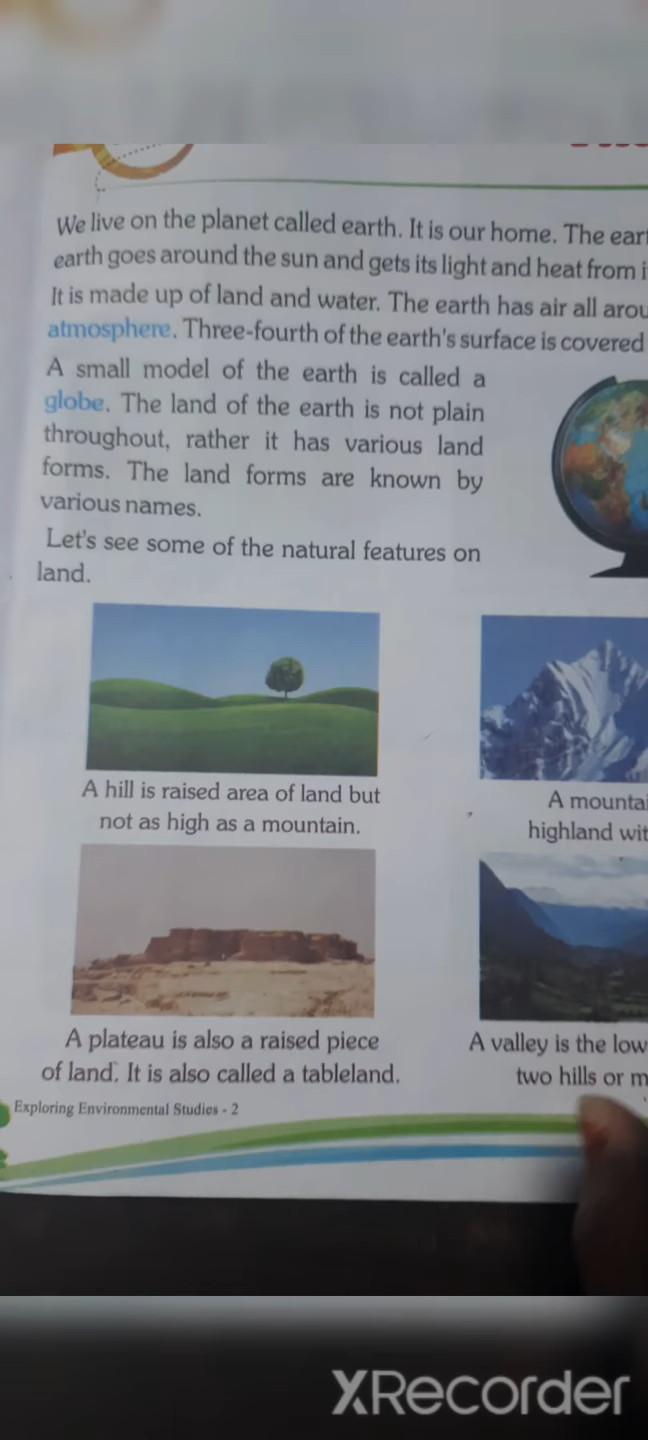 We live on the planet called earth. It is our home. The
earth goes around the sun and gets its light and heat from
It is made up of land and water. The earth has air all
atmosphere. Three-fourth of the earth's surface is covered
A small model of the earth is called a
globe. The land of the earth is not plain
throughout, rather it has various land
forms. The land forms are known by
various names.
Let's see some of the natural features on
land.
A hill is raised area of land but
not as high as a mountain.
A
highland
A plateau is also a raised piece
of land. It is also called a tableland.
A valley is the
two hills or
Exploring Environmental Studies - 2
XRecorder